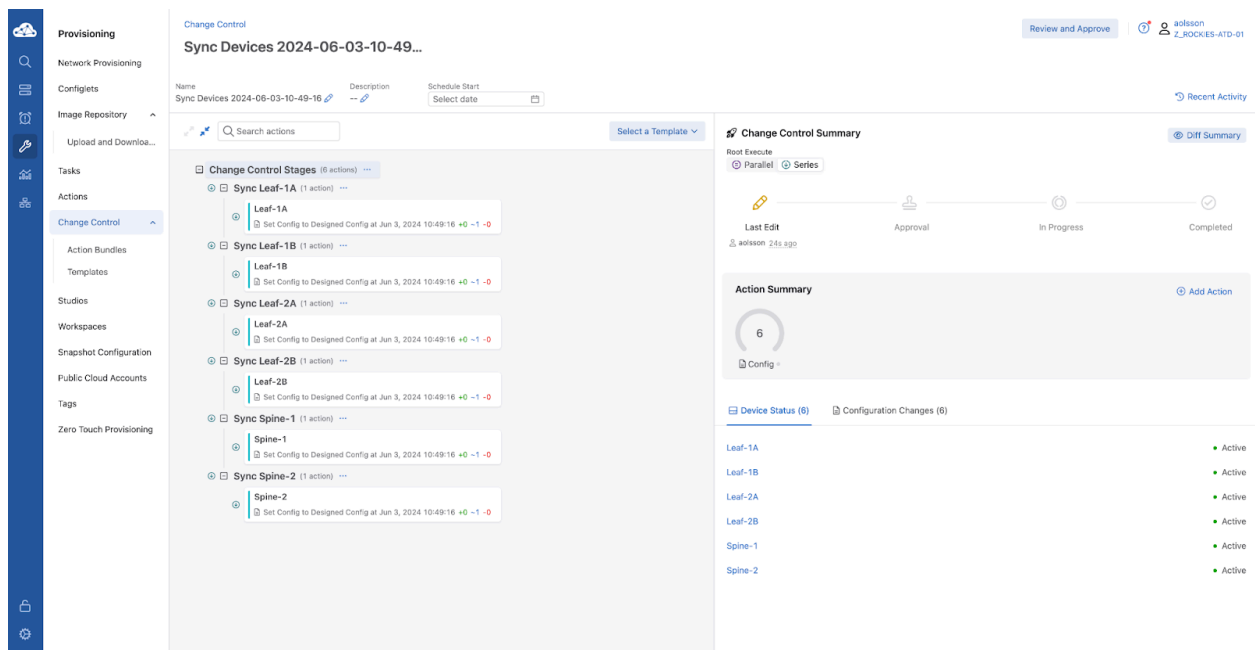 Provisioning
Network Provisioning
Configlets
Image Repository
Upload and Downloa...
Tasks
Actions
Change Control
Action Bundles
Templates
Studios
Workspaces
Snapshot Configuration
Public Cloud Accounts
Tags
Zero Touch Provisioning
Change Control
Sync Devices 2024-06-03-10-49...
Review and Approve
aolsson
Z_ROCKIES-ATD-01
Name
Sync Devices 2024-06-03-10-49-16
Description
--
Schedule Start
Select date
Recent Activity
Search actions
Select a Template
Change Control Stages (6 actions) ...
Sync Leaf-1A (1 action) ...
Leaf-1A
Set Config to Designed Config at Jun 3, 2024 10:49:16 +0 ~1 -0
Sync Leaf-1B (1 action) ...
Leaf-1B
Set Config to Designed Config at Jun 3, 2024 10:49:16 +0 ~1 -0
Sync Leaf-2A (1 action) ...
Leaf-2A
Set Config to Designed Config at Jun 3, 2024 10:49:16 +0 ~1 -0
Sync Leaf-2B (1 action) ...
Leaf-2B
Set Config to Designed Config at Jun 3, 2024 10:49:16 +0 ~1 -0
Sync Spine-1 (1 action) ...
Spine-1
Set Config to Designed Config at Jun 3, 2024 10:49:16 +0 ~1 -0
Sync Spine-2 (1 action) ...
Spine-2
Set Config to Designed Config at Jun 3, 2024 10:49:16 +0 ~1 -0
Change Control Summary
Diff Summary
Root Execute
Parallel Series
Last Edit
aolsson 24s ago
Approval
In Progress
Completed
Action Summary
Add Action
6
Config
Device Status (6) Configuration Changes (6)
Leaf-1A Active
Leaf-1B Active
Leaf-2A Active
Leaf-2B Active
Spine-1 Active
Spine-2 Active